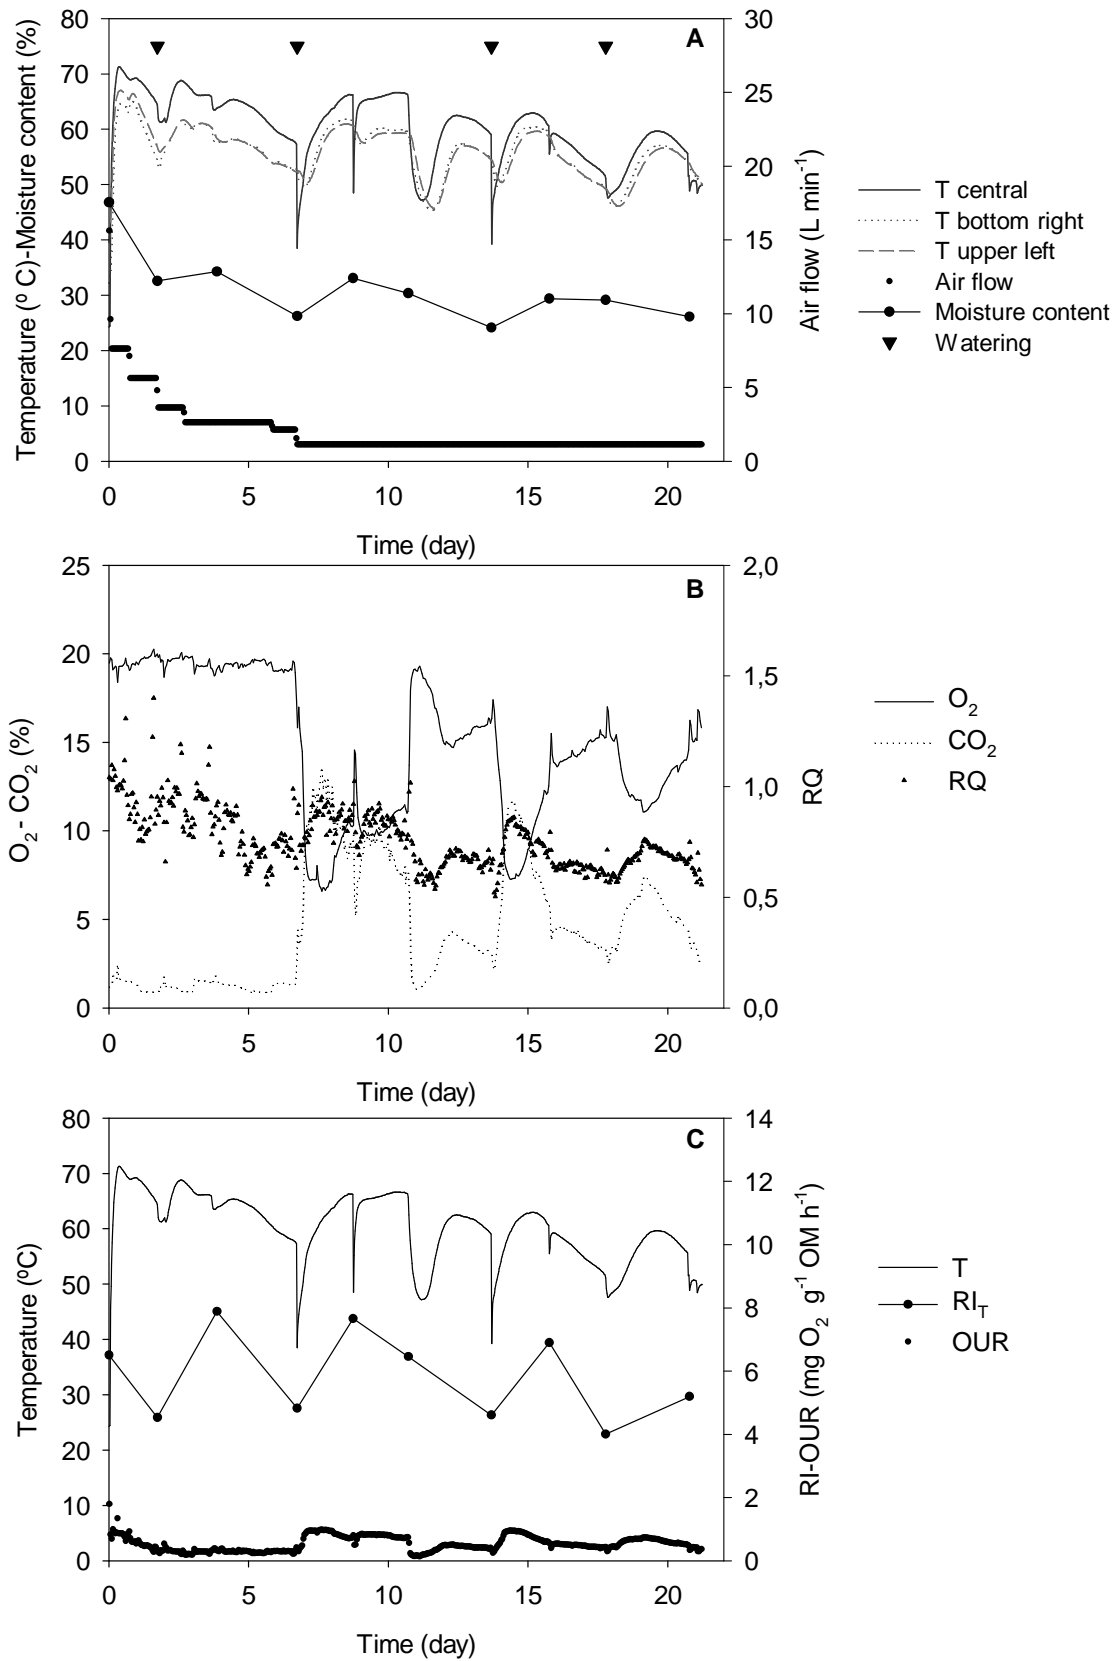 A
Temperature (º C)-Moisture content (%)
80
70
60
50
40
30
20
10
0
30
25
20
15
10
5
0
Air flow (L min⁻¹)
0 5 10 15 20
Time (day)
T central
T bottom right
T upper left
Air flow
Moisture content
Watering
B
O₂ - CO₂ (%)
25
20
15
10
5
0
2,0
1,5
1,0
0,5
0,0
RQ
0 5 10 15 20
Time (day)
O₂
CO₂
RQ
C
Temperature (ºC)
80
70
60
50
40
30
20
10
0
14
12
10
8
6
4
2
0
RI-OUR (mg O₂ g⁻¹ OM h⁻¹)
0 5 10 15 20
Time (day)
T
RI_T
OUR